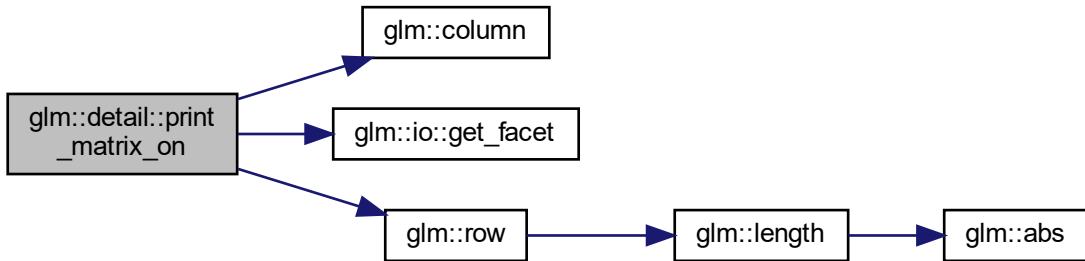 glm::column
glm::detail::print
_matrix_on
glm::io::get_facet
glm::row
glm::length
glm::abs